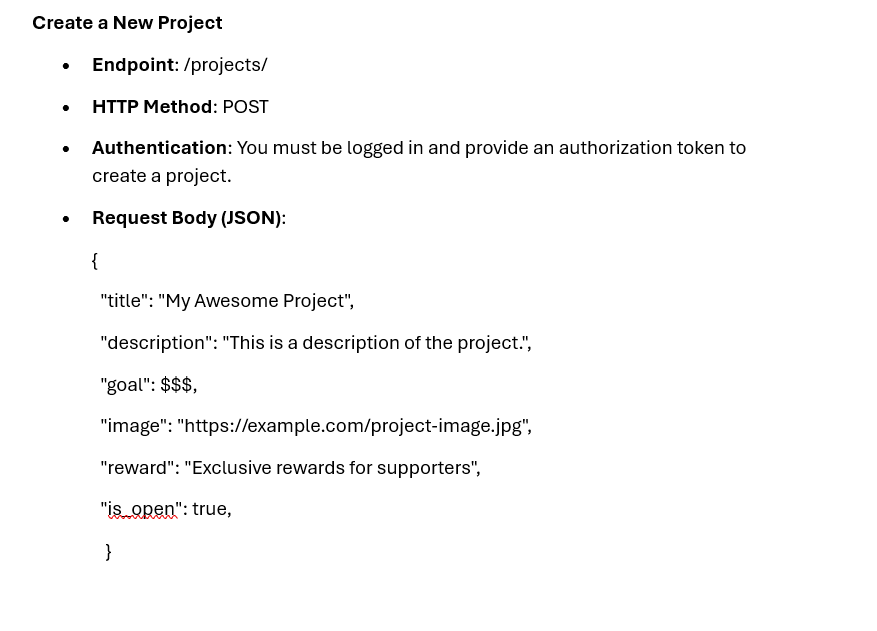 Create a New Project
• Endpoint: /projects/
• HTTP Method: POST
• Authentication: You must be logged in and provide an authorization token to
create a project.
• Request Body (JSON):
{
"title": "My Awesome Project",
"description": "This is a description of the project.",
"goal": $$$,
"image": "https://example.com/project-image.jpg",
"reward": "Exclusive rewards for supporters",
"is_open": true,
}